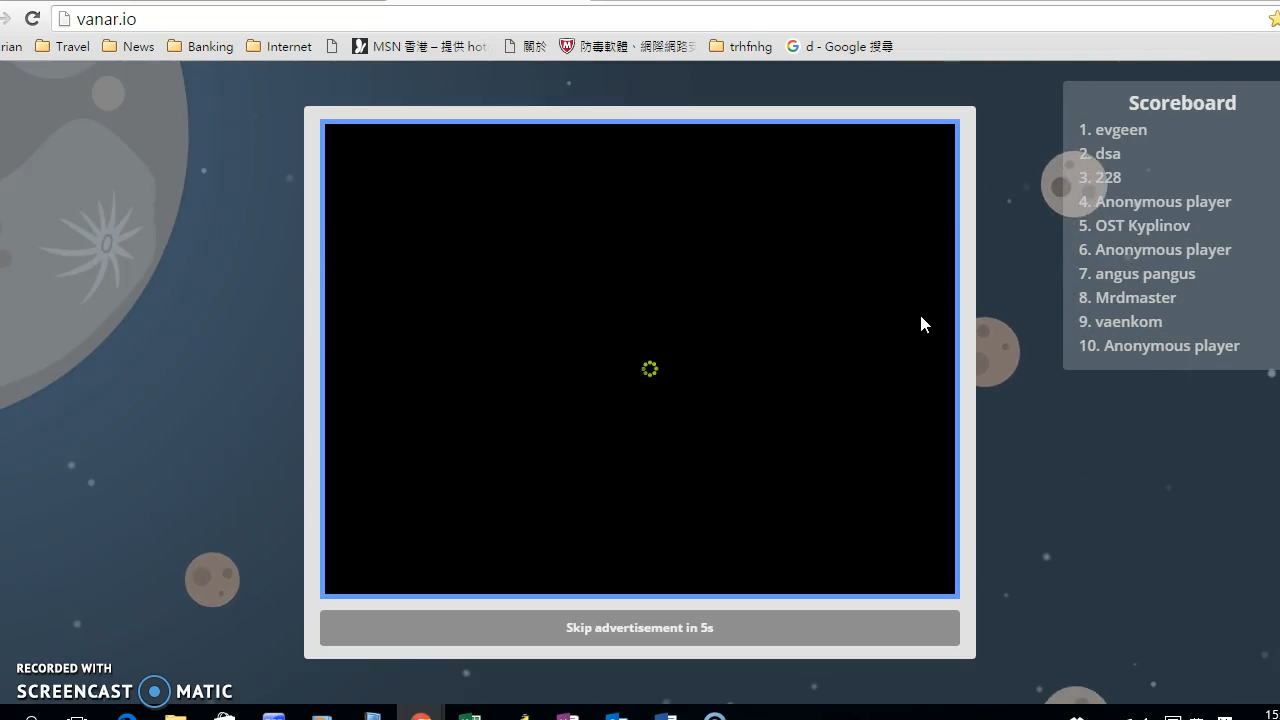 vanar.io
rian Travel News Banking Internet MSN 香港 – 提供 hot 關於 防毒軟體、網際網路安 trhfnhg d - Google 搜尋
Scoreboard
1. evgeen
2. dsa
3. 228
4. Anonymous player
5. OST Kyplinov
6. Anonymous player
7. angus pangus
8. Mrdmaster
9. vaenkom
10. Anonymous player
Skip advertisement in 5s
RECORDED WITH
SCREENCAST MATIC
15